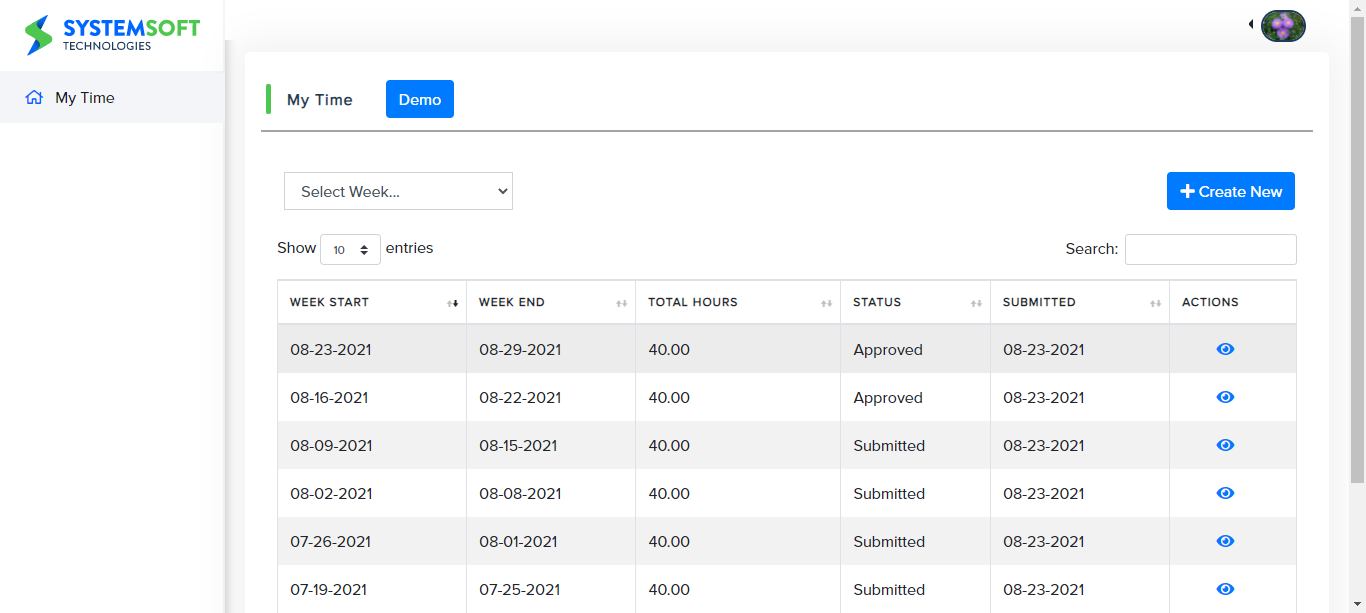 SYSTEMSOFT
TECHNOLOGIES
My Time
My Time
Demo
Select Week...
Create New
Show 10 entries
Search:
WEEK START WEEK END TOTAL HOURS STATUS SUBMITTED ACTIONS
08-23-2021 08-29-2021 40.00 Approved 08-23-2021
08-16-2021 08-22-2021 40.00 Approved 08-23-2021
08-09-2021 08-15-2021 40.00 Submitted 08-23-2021
08-02-2021 08-08-2021 40.00 Submitted 08-23-2021
07-26-2021 08-01-2021 40.00 Submitted 08-23-2021
07-19-2021 07-25-2021 40.00 Submitted 08-23-2021